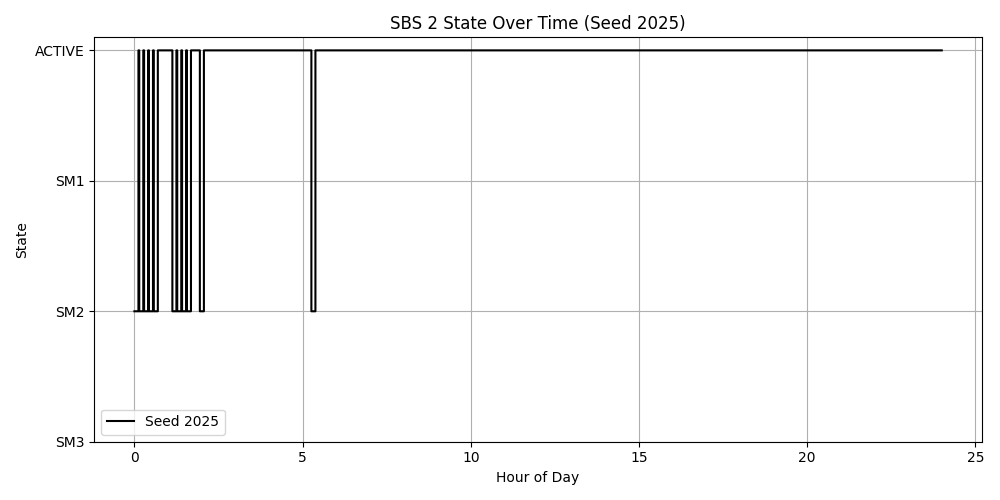 SBS 2 State Over Time (Seed 2025)
ACTIVE
SM1
SM2
SM3
State
Seed 2025
0 5 10 15 20 25
Hour of Day